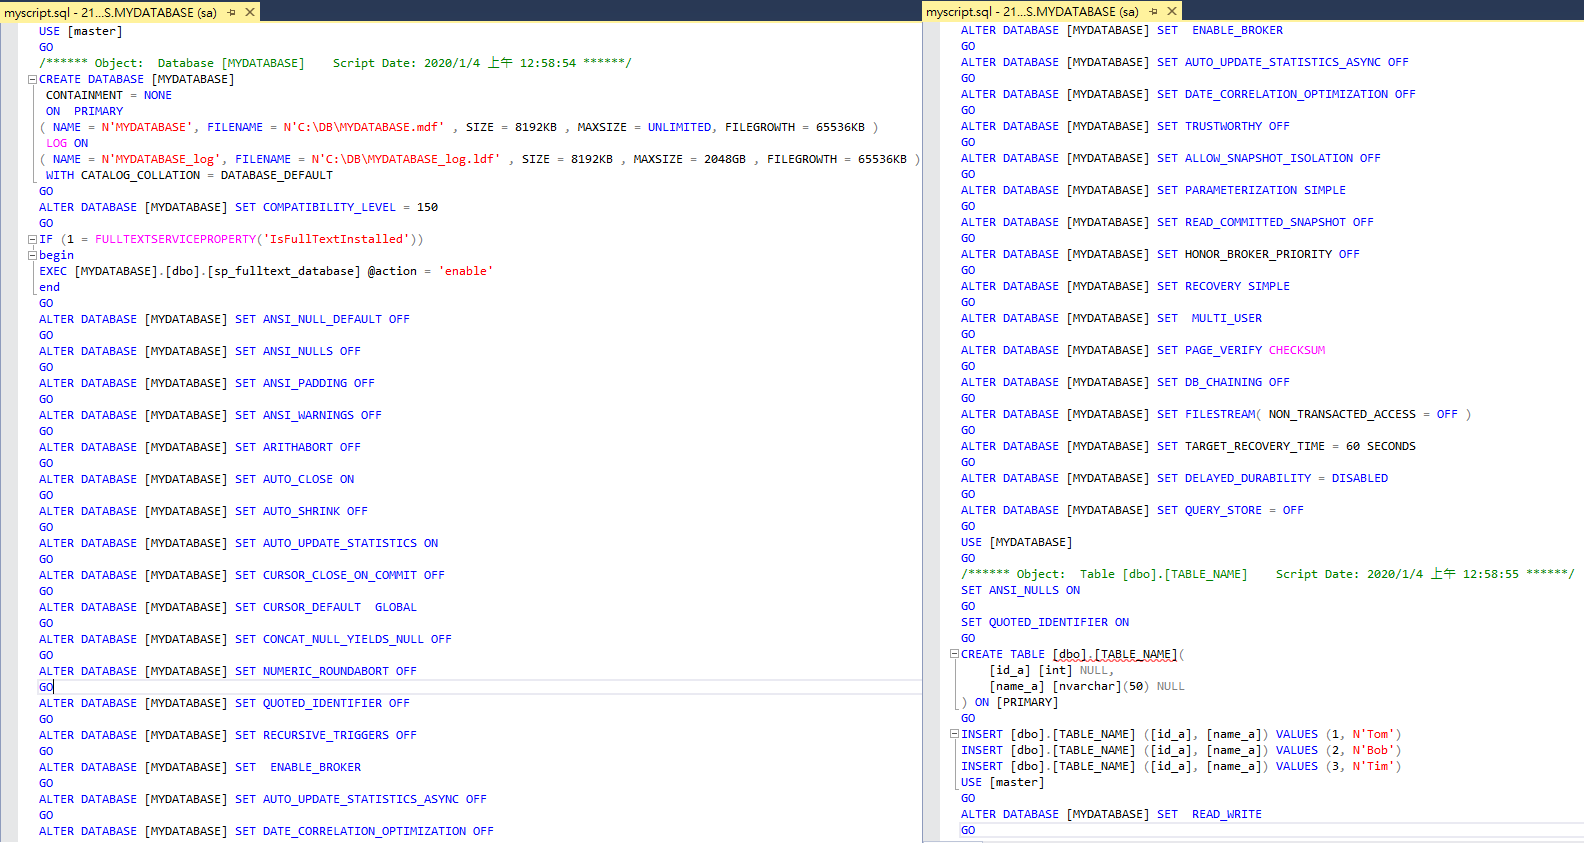 myscript.sql - 21...S.MYDATABASE (sa)
USE [master]
GO
/****** Object:  Database [MYDATABASE]    Script Date: 2020/1/4 上午 12:58:54 ******/
CREATE DATABASE [MYDATABASE]
 CONTAINMENT = NONE
 ON  PRIMARY
( NAME = N'MYDATABASE', FILENAME = N'C:\DB\MYDATABASE.mdf' , SIZE = 8192KB , MAXSIZE = UNLIMITED, FILEGROWTH = 65536KB )
 LOG ON
( NAME = N'MYDATABASE_log', FILENAME = N'C:\DB\MYDATABASE_log.ldf' , SIZE = 8192KB , MAXSIZE = 2048GB , FILEGROWTH = 65536KB )
 WITH CATALOG_COLLATION = DATABASE_DEFAULT
GO
ALTER DATABASE [MYDATABASE] SET COMPATIBILITY_LEVEL = 150
GO
IF (1 = FULLTEXTSERVICEPROPERTY('IsFullTextInstalled'))
begin
EXEC [MYDATABASE].[dbo].[sp_fulltext_database] @action = 'enable'
end
GO
ALTER DATABASE [MYDATABASE] SET ANSI_NULL_DEFAULT OFF
GO
ALTER DATABASE [MYDATABASE] SET ANSI_NULLS OFF
GO
ALTER DATABASE [MYDATABASE] SET ANSI_PADDING OFF
GO
ALTER DATABASE [MYDATABASE] SET ANSI_WARNINGS OFF
GO
ALTER DATABASE [MYDATABASE] SET ARITHABORT OFF
GO
ALTER DATABASE [MYDATABASE] SET AUTO_CLOSE ON
GO
ALTER DATABASE [MYDATABASE] SET AUTO_SHRINK OFF
GO
ALTER DATABASE [MYDATABASE] SET AUTO_UPDATE_STATISTICS ON
GO
ALTER DATABASE [MYDATABASE] SET CURSOR_CLOSE_ON_COMMIT OFF
GO
ALTER DATABASE [MYDATABASE] SET CURSOR_DEFAULT  GLOBAL
GO
ALTER DATABASE [MYDATABASE] SET CONCAT_NULL_YIELDS_NULL OFF
GO
ALTER DATABASE [MYDATABASE] SET NUMERIC_ROUNDABORT OFF
GO
ALTER DATABASE [MYDATABASE] SET QUOTED_IDENTIFIER OFF
GO
ALTER DATABASE [MYDATABASE] SET RECURSIVE_TRIGGERS OFF
GO
ALTER DATABASE [MYDATABASE] SET  ENABLE_BROKER
GO
ALTER DATABASE [MYDATABASE] SET AUTO_UPDATE_STATISTICS_ASYNC OFF
GO
ALTER DATABASE [MYDATABASE] SET DATE_CORRELATION_OPTIMIZATION OFF
myscript.sql - 21...S.MYDATABASE (sa)
ALTER DATABASE [MYDATABASE] SET  ENABLE_BROKER
GO
ALTER DATABASE [MYDATABASE] SET AUTO_UPDATE_STATISTICS_ASYNC OFF
GO
ALTER DATABASE [MYDATABASE] SET DATE_CORRELATION_OPTIMIZATION OFF
GO
ALTER DATABASE [MYDATABASE] SET TRUSTWORTHY OFF
GO
ALTER DATABASE [MYDATABASE] SET ALLOW_SNAPSHOT_ISOLATION OFF
GO
ALTER DATABASE [MYDATABASE] SET PARAMETERIZATION SIMPLE
GO
ALTER DATABASE [MYDATABASE] SET READ_COMMITTED_SNAPSHOT OFF
GO
ALTER DATABASE [MYDATABASE] SET HONOR_BROKER_PRIORITY OFF
GO
ALTER DATABASE [MYDATABASE] SET RECOVERY SIMPLE
GO
ALTER DATABASE [MYDATABASE] SET  MULTI_USER
GO
ALTER DATABASE [MYDATABASE] SET PAGE_VERIFY CHECKSUM
GO
ALTER DATABASE [MYDATABASE] SET DB_CHAINING OFF
GO
ALTER DATABASE [MYDATABASE] SET FILESTREAM( NON_TRANSACTED_ACCESS = OFF )
GO
ALTER DATABASE [MYDATABASE] SET TARGET_RECOVERY_TIME = 60 SECONDS
GO
ALTER DATABASE [MYDATABASE] SET DELAYED_DURABILITY = DISABLED
GO
ALTER DATABASE [MYDATABASE] SET QUERY_STORE = OFF
GO
USE [MYDATABASE]
GO
/****** Object:  Table [dbo].[TABLE_NAME]    Script Date: 2020/1/4 上午 12:58:55 ******/
SET ANSI_NULLS ON
GO
SET QUOTED_IDENTIFIER ON
GO
CREATE TABLE [dbo].[TABLE_NAME](
    [id_a] [int] NULL,
    [name_a] [nvarchar](50) NULL
) ON [PRIMARY]
GO
INSERT [dbo].[TABLE_NAME] ([id_a], [name_a]) VALUES (1, N'Tom')
INSERT [dbo].[TABLE_NAME] ([id_a], [name_a]) VALUES (2, N'Bob')
INSERT [dbo].[TABLE_NAME] ([id_a], [name_a]) VALUES (3, N'Tim')
USE [master]
GO
ALTER DATABASE [MYDATABASE] SET  READ_WRITE
GO